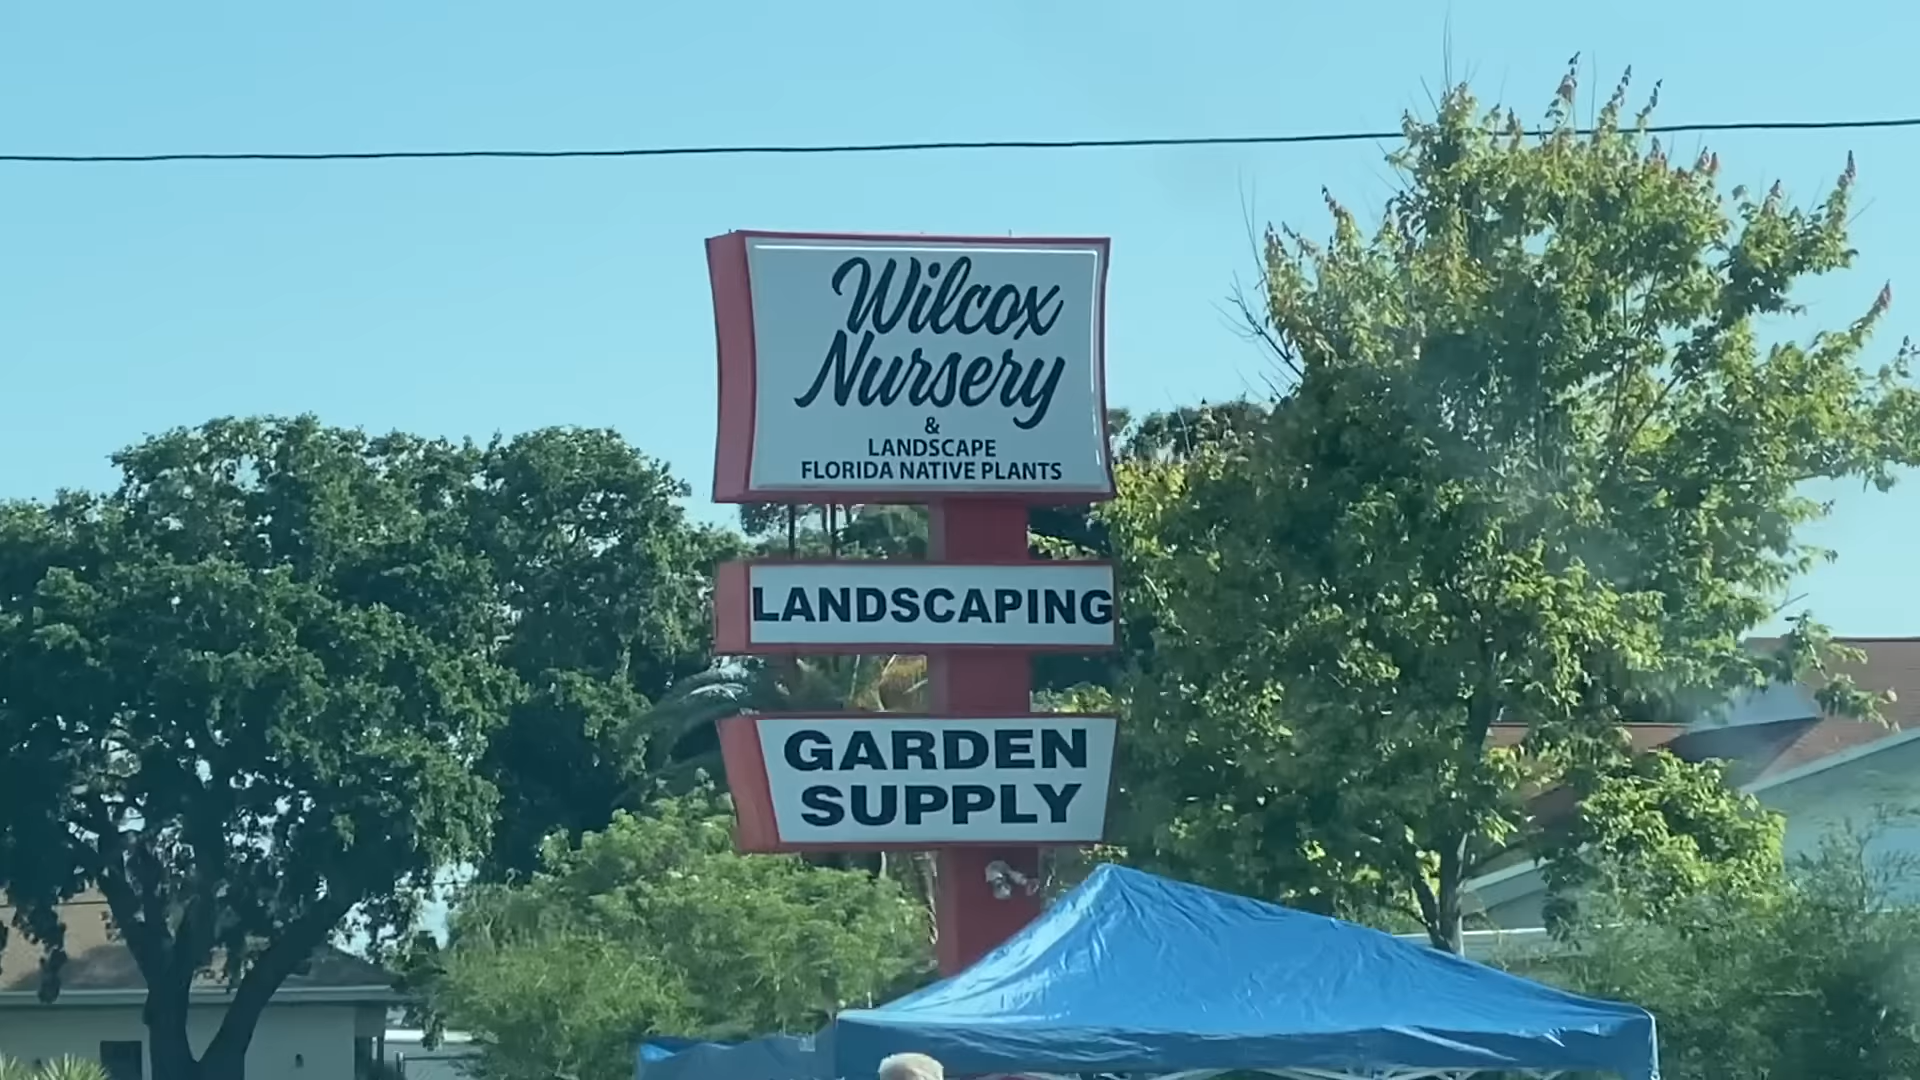 Wilcox
Nursery
&
LANDSCAPE
FLORIDA NATIVE PLANTS
LANDSCAPING
GARDEN
SUPPLY